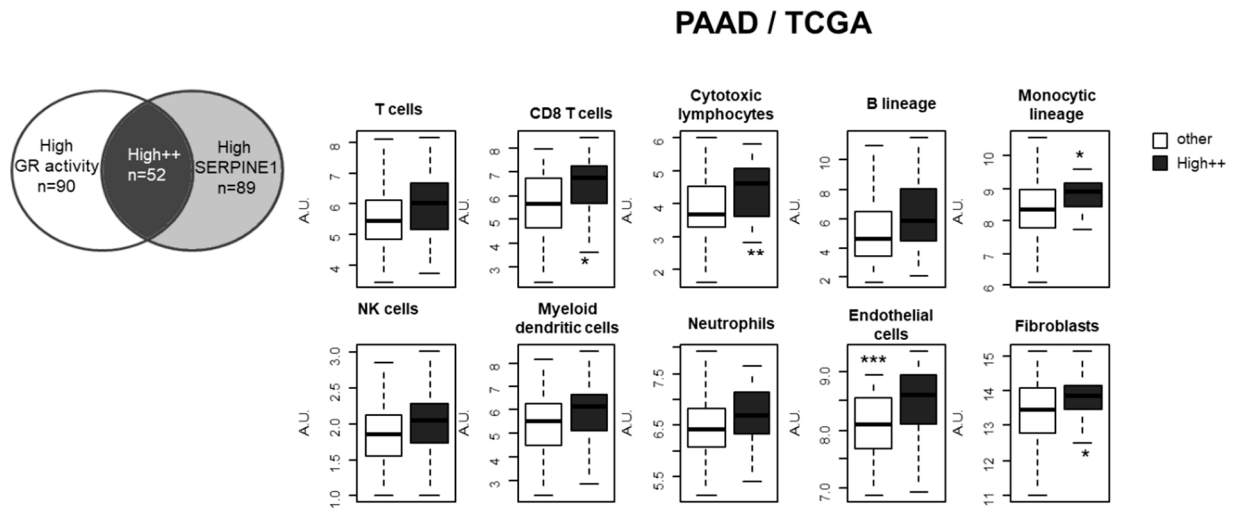 PAAD / TCGA
High
GR activity
n=90
High++
n=52
High
SERPINE1
n=89
T cells
A.U.
8
7
6
5
4
CD8 T cells
A.U.
8
7
6
5
4
3
Cytotoxic
lymphocytes
A.U.
6
5
4
3
2
B lineage
A.U.
10
8
6
4
2
Monocytic
lineage
A.U.
10
9
8
7
6
other
High++
*
**
*
NK cells
A.U.
3.0
2.5
2.0
1.5
1.0
Myeloid
dendritic cells
A.U.
8
7
6
5
4
3
Neutrophils
A.U.
7.5
6.5
5.5
Endothelial
cells
A.U.
9.0
8.0
7.0
***
Fibroblasts
A.U.
15
14
13
12
11
*